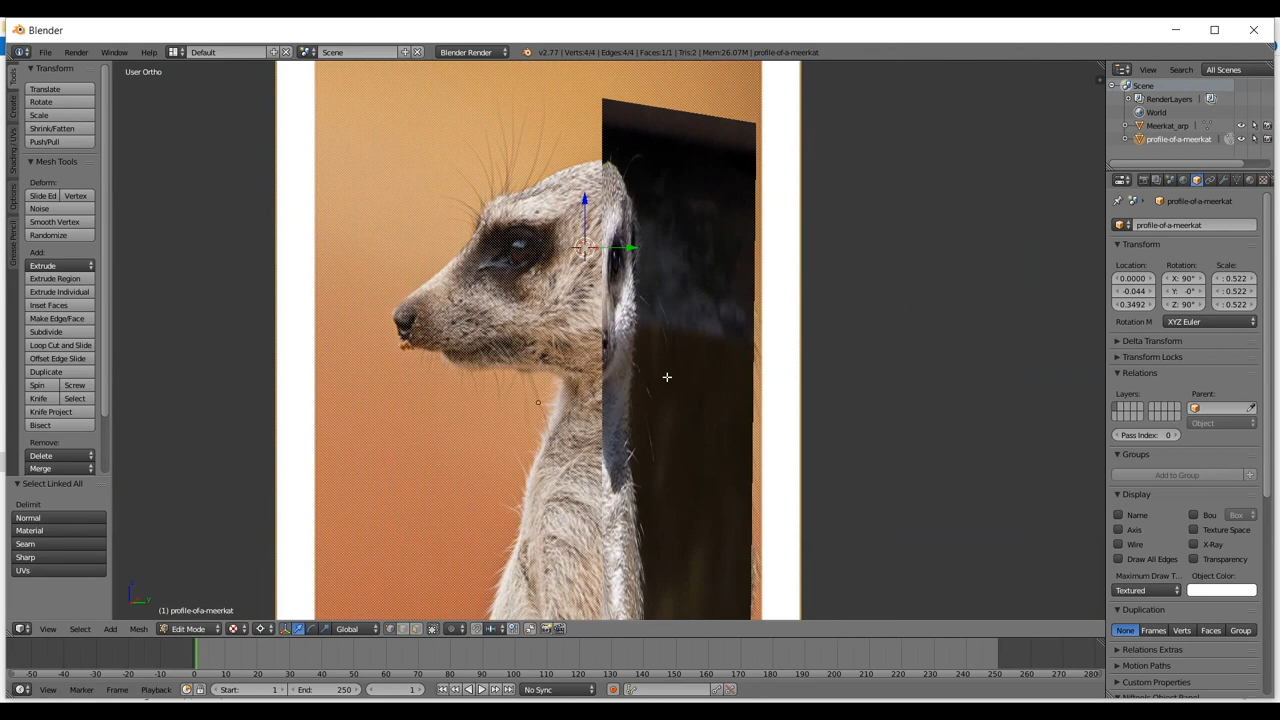 Blender
File Render Window Help Default Scene Blender Render v2.77 | Verts:4/4 | Edges:4/4 | Faces:1/1 | Tris:2 | Mem:26.07M | profile-of-a-meerkat
Tools
Create
Shading / UVs
Options
Grease Pencil
Transform
Translate
Rotate
Scale
Shrink/Fatten
Push/Pull
Mesh Tools
Deform:
Slide Ed Vertex
Noise
Smooth Vertex
Randomize
Add:
Extrude
Extrude Region
Extrude Individual
Inset Faces
Make Edge/Face
Subdivide
Loop Cut and Slide
Offset Edge Slide
Duplicate
Spin Screw
Knife Select
Knife Project
Bisect
Remove:
Delete
Merge
Select Linked All
Delimit
Normal
Material
Seam
Sharp
UVs
User Ortho
(1) profile-of-a-meerkat
View Select Add Mesh Edit Mode Global
-50 -40 -30 -20 -10 0 10 20 30 40 50 60 70 80 90 100 110 120 130 140 150 160 170 180 190 200 210 220 230 240 250 260 270 280
View Marker Frame Playback Start: 1 End: 250 1 No Sync
View Search All Scenes
Scene
RenderLayers
World
Meerkat_arp
profile-of-a-meerkat
profile-of-a-meerkat
profile-of-a-meerkat
Transform
Location: Rotation: Scale:
0.0000 X: 90° : 0.522
-0.044 Y: -0° : 0.522
0.3492 Z: 90° : 0.522
Rotation M XYZ Euler
Delta Transform
Transform Locks
Relations
Layers: Parent:
Object
Pass Index: 0
Groups
Add to Group
Display
Name Bou Box
Axis Texture Space
Wire X-Ray
Draw All Edges Transparency
Maximum Draw T... Object Color:
Textured
Duplication
None Frames Verts Faces Group
Relations Extras
Motion Paths
Custom Properties